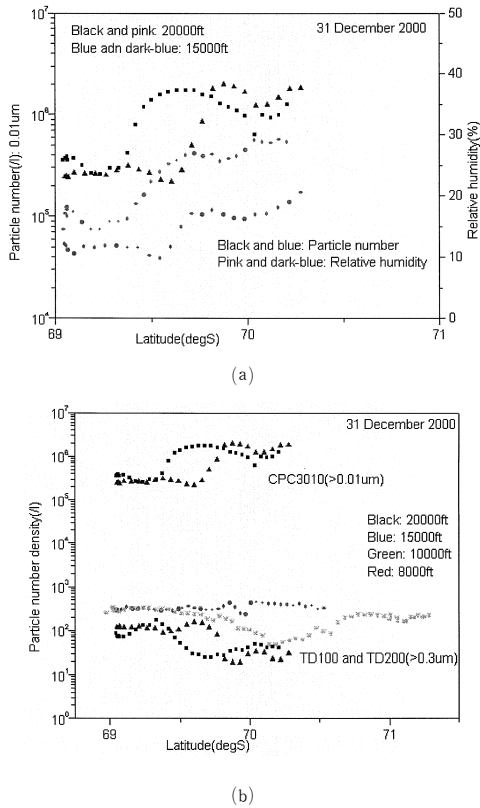 10⁷
Black and pink: 20000ft
Blue adn dark-blue: 15000ft
31 December 2000
50
40
10⁶
30
20
10⁵
10
0
10⁴
Particle number(/l): 0.01um
Relative humidity(%)
Black and blue: Particle number
Pink and dark-blue: Relative humidity
69
70
71
Latitude(degS)
(a)
10⁷
31 December 2000
10⁶
CPC3010(>0.01um)
10⁵
Black: 20000ft
Blue: 15000ft
Green: 10000ft
Red: 8000ft
10⁴
10³
10²
TD100 and TD200(>0.3um)
10¹
10⁰
Particle number density(/l)
69
70
71
Latitude(degS)
(b)